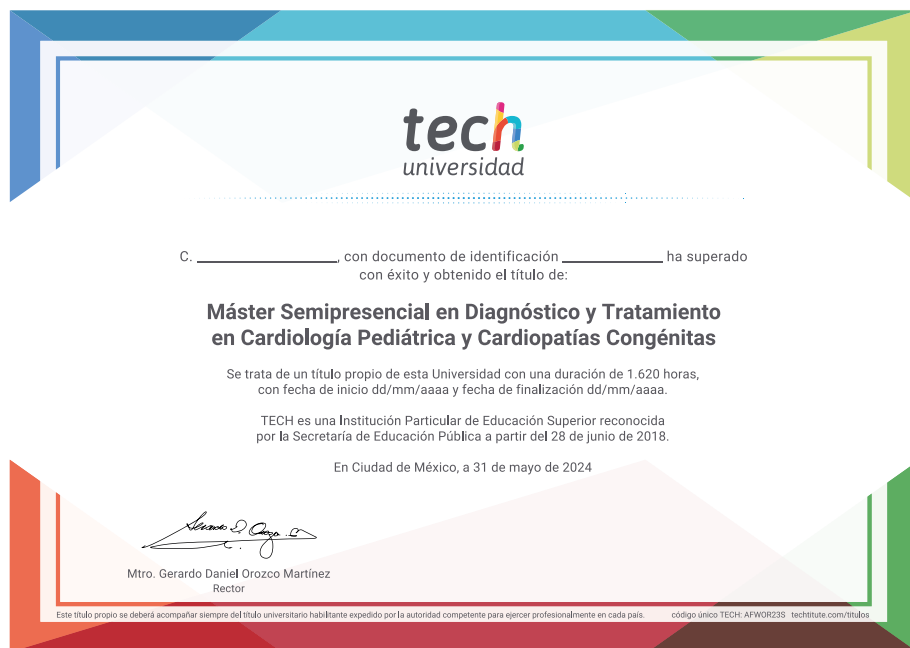 tech
universidad
C. ____________________, con documento de identificación ______________ ha superado
con éxito y obtenido el título de:
Máster Semipresencial en Diagnóstico y Tratamiento
en Cardiología Pediátrica y Cardiopatías Congénitas
Se trata de un título propio de esta Universidad con una duración de 1.620 horas,
con fecha de inicio dd/mm/aaaa y fecha de finalización dd/mm/aaaa.
TECH es una Institución Particular de Educación Superior reconocida
por la Secretaría de Educación Pública a partir del 28 de junio de 2018.
En Ciudad de México, a 31 de mayo de 2024
Mtro. Gerardo Daniel Orozco Martínez
Rector
Este título propio se deberá acompañar siempre del título universitario habilitante expedido por la autoridad competente para ejercer profesionalmente en cada país. código único TECH: AFWOR23S techtitute.com/titulos